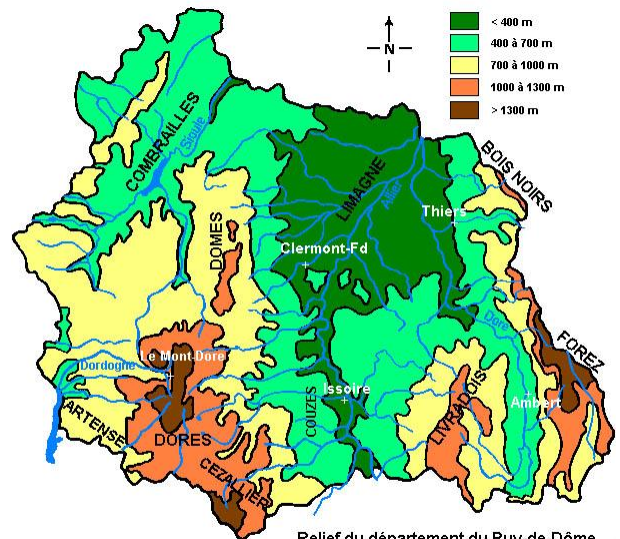 N
< 400 m
400 à 700 m
700 à 1000 m
1000 à 1300 m
> 1300 m
COMBRAILLES
Sioule
BOIS NOIRS
LIMAGNE
Allier
Thiers
DOMES
Clermont-Fd
Dore
FOREZ
Le Mont-Dore
Dordogne
Issoire
LIVRADOIS
Ambert
ARTENSE
COUZES
DORES
CEZALLIER
Relief du département du Puy-de-Dôme